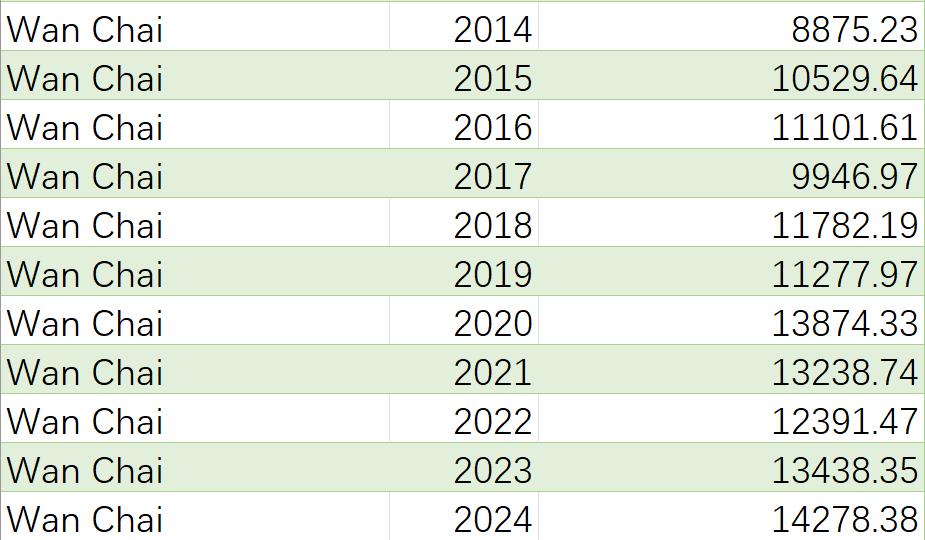 Wan Chai 2014 8875.23
Wan Chai 2015 10529.64
Wan Chai 2016 11101.61
Wan Chai 2017 9946.97
Wan Chai 2018 11782.19
Wan Chai 2019 11277.97
Wan Chai 2020 13874.33
Wan Chai 2021 13238.74
Wan Chai 2022 12391.47
Wan Chai 2023 13438.35
Wan Chai 2024 14278.38